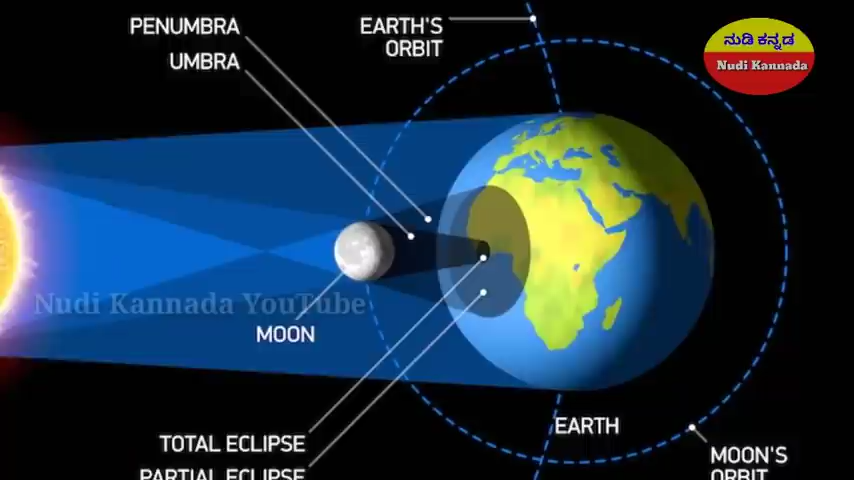 PENUMBRA
UMBRA
EARTH'S
ORBIT
ನುಡಿ ಕನ್ನಡ
Nudi Kannada
Nudi Kannada YouTube
MOON
EARTH
TOTAL ECLIPSE
PARTIAL ECLIPSE
MOON'S
ORBIT